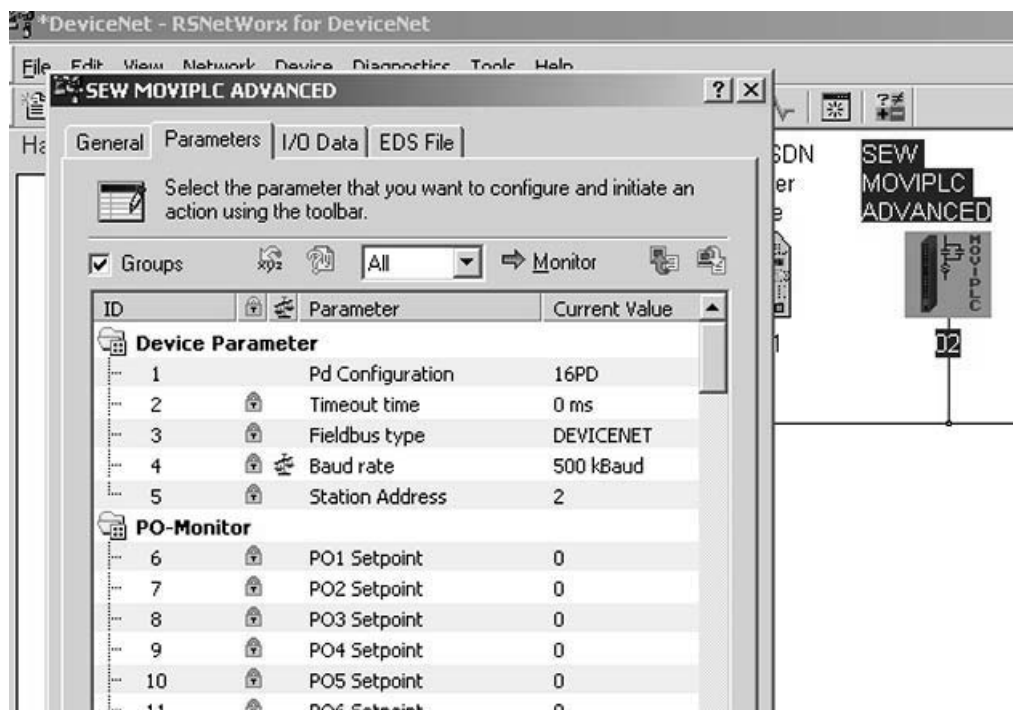 *DeviceNet - RSNetWorx for DeviceNet
File Edit View Network Device Diagnostics Tools Help
SEW MOVIPLC ADVANCED
General Parameters I/O Data EDS File
Select the parameter that you want to configure and initiate an
action using the toolbar.
Groups All Monitor
ID Parameter Current Value
Device Parameter
1 Pd Configuration 16PD
2 Timeout time 0 ms
3 Fieldbus type DEVICENET
4 Baud rate 500 kBaud
5 Station Address 2
PO-Monitor
6 PO1 Setpoint 0
7 PO2 Setpoint 0
8 PO3 Setpoint 0
9 PO4 Setpoint 0
10 PO5 Setpoint 0
11 PO6 Setpoint 0
SEW
MOVIPLC
ADVANCED
MOVIPLC
02